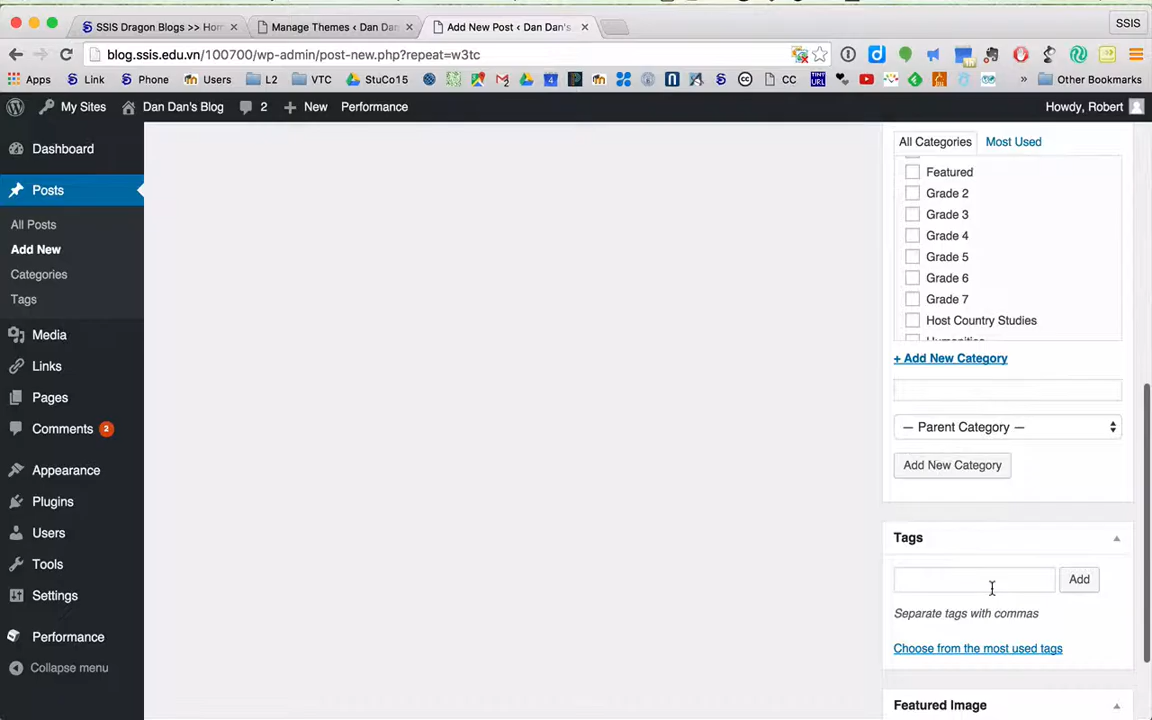 SSIS Dragon Blogs >> Hom
Manage Themes ‹ Dan Dan
Add New Post ‹ Dan Dan's
SSIS
blog.ssis.edu.vn/100700/wp-admin/post-new.php?repeat=w3tc
Apps Link Phone Users L2 VTC StuCo15 CC Other Bookmarks
My Sites Dan Dan's Blog 2 New Performance Howdy, Robert
Dashboard
Posts
All Posts
Add New
Categories
Tags
Media
Links
Pages
Comments 2
Appearance
Plugins
Users
Tools
Settings
Performance
Collapse menu
All Categories Most Used
Featured
Grade 2
Grade 3
Grade 4
Grade 5
Grade 6
Grade 7
Host Country Studies
+ Add New Category
— Parent Category —
Add New Category
Tags
Add
Separate tags with commas
Choose from the most used tags
Featured Image